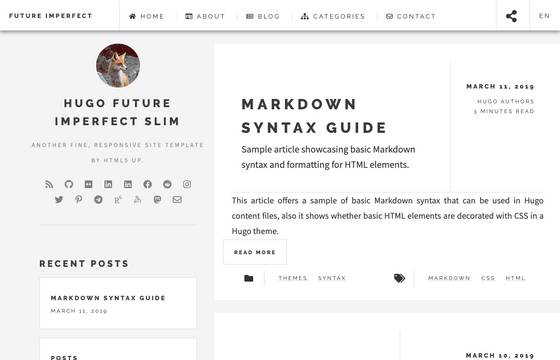 FUTURE IMPERFECT
HOME
ABOUT
BLOG
CATEGORIES
CONTACT
EN
HUGO FUTURE
IMPERFECT SLIM
ANOTHER FINE, RESPONSIVE SITE TEMPLATE
BY HTML5 UP.
RECENT POSTS
MARKDOWN SYNTAX GUIDE
MARCH 11, 2019
POSTS
MARKDOWN
SYNTAX GUIDE
Sample article showcasing basic Markdown
syntax and formatting for HTML elements.
MARCH 11, 2019
HUGO AUTHORS
3 MINUTES READ
This article offers a sample of basic Markdown syntax that can be used in Hugo
content files, also it shows whether basic HTML elements are decorated with CSS in a
Hugo theme.
READ MORE
THEMES SYNTAX
MARKDOWN CSS HTML
MARCH 10, 2019